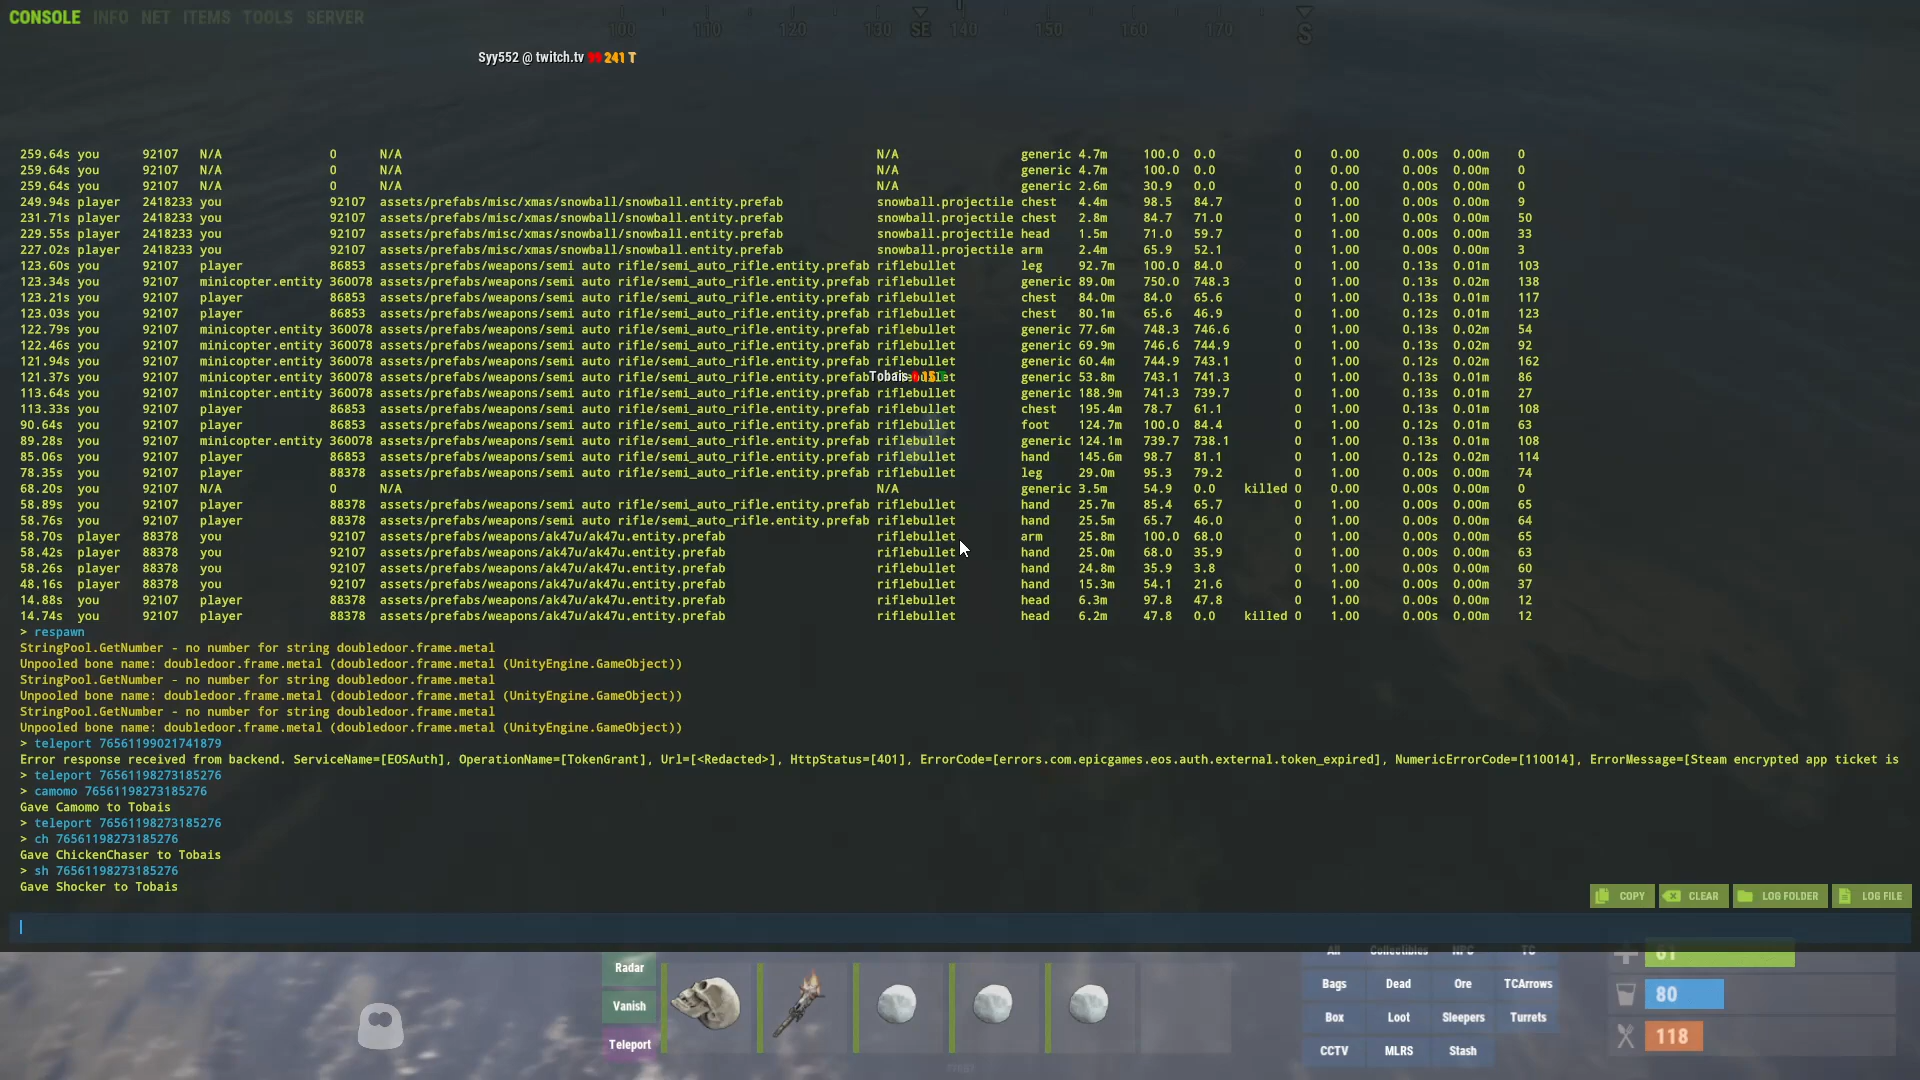 CONSOLE INFO NET ITEMS TOOLS SERVER
100 110 120 130 SE 140 150 160 170 S
Syy552 @ twitch.tv 241 T
259.64s you 92107 N/A 0 N/A N/A generic 4.7m 100.0 0.0 0 0.00 0.00s 0.00m 0
259.64s you 92107 N/A 0 N/A N/A generic 4.7m 100.0 0.0 0 0.00 0.00s 0.00m 0
259.64s you 92107 N/A 0 N/A N/A generic 2.6m 30.9 0.0 0 0.00 0.00s 0.00m 0
249.94s player 2418233 you 92107 assets/prefabs/misc/xmas/snowball/snowball.entity.prefab snowball.projectile chest 4.4m 98.5 84.7 0 1.00 0.00s 0.00m 9
231.71s player 2418233 you 92107 assets/prefabs/misc/xmas/snowball/snowball.entity.prefab snowball.projectile chest 2.8m 84.7 71.0 0 1.00 0.00s 0.00m 50
229.55s player 2418233 you 92107 assets/prefabs/misc/xmas/snowball/snowball.entity.prefab snowball.projectile head 1.5m 71.0 59.7 0 1.00 0.00s 0.00m 33
227.02s player 2418233 you 92107 assets/prefabs/misc/xmas/snowball/snowball.entity.prefab snowball.projectile arm 2.4m 65.9 52.1 0 1.00 0.00s 0.00m 3
123.60s you 92107 player 86853 assets/prefabs/weapons/semi auto rifle/semi_auto_rifle.entity.prefab riflebullet leg 92.7m 100.0 84.0 0 1.00 0.13s 0.01m 103
123.34s you 92107 minicopter.entity 360078 assets/prefabs/weapons/semi auto rifle/semi_auto_rifle.entity.prefab riflebullet generic 89.0m 750.0 748.3 0 1.00 0.13s 0.02m 138
123.21s you 92107 player 86853 assets/prefabs/weapons/semi auto rifle/semi_auto_rifle.entity.prefab riflebullet chest 84.0m 84.0 65.6 0 1.00 0.13s 0.01m 117
123.03s you 92107 player 86853 assets/prefabs/weapons/semi auto rifle/semi_auto_rifle.entity.prefab riflebullet chest 80.1m 65.6 46.9 0 1.00 0.12s 0.01m 123
122.79s you 92107 minicopter.entity 360078 assets/prefabs/weapons/semi auto rifle/semi_auto_rifle.entity.prefab riflebullet generic 77.6m 748.3 746.6 0 1.00 0.13s 0.02m 54
122.46s you 92107 minicopter.entity 360078 assets/prefabs/weapons/semi auto rifle/semi_auto_rifle.entity.prefab riflebullet generic 69.9m 746.6 744.9 0 1.00 0.13s 0.02m 92
121.94s you 92107 minicopter.entity 360078 assets/prefabs/weapons/semi auto rifle/semi_auto_rifle.entity.prefab riflebullet generic 60.4m 744.9 743.1 0 1.00 0.12s 0.02m 162
121.37s you 92107 minicopter.entity 360078 assets/prefabs/weapons/semi auto rifle/semi_auto_rifle.entity.prefab Tobais generic 53.8m 743.1 741.3 0 1.00 0.13s 0.01m 86
113.64s you 92107 minicopter.entity 360078 assets/prefabs/weapons/semi auto rifle/semi_auto_rifle.entity.prefab riflebullet generic 188.9m 741.3 739.7 0 1.00 0.13s 0.02m 27
113.33s you 92107 player 86853 assets/prefabs/weapons/semi auto rifle/semi_auto_rifle.entity.prefab riflebullet chest 195.4m 78.7 61.1 0 1.00 0.13s 0.01m 108
90.64s you 92107 player 86853 assets/prefabs/weapons/semi auto rifle/semi_auto_rifle.entity.prefab riflebullet foot 124.7m 100.0 84.4 0 1.00 0.12s 0.01m 63
89.28s you 92107 minicopter.entity 360078 assets/prefabs/weapons/semi auto rifle/semi_auto_rifle.entity.prefab riflebullet generic 124.1m 739.7 738.1 0 1.00 0.13s 0.02m 108
85.06s you 92107 player 86853 assets/prefabs/weapons/semi auto rifle/semi_auto_rifle.entity.prefab riflebullet hand 145.6m 98.7 81.1 0 1.00 0.12s 0.02m 114
78.35s you 92107 player 88378 assets/prefabs/weapons/semi auto rifle/semi_auto_rifle.entity.prefab riflebullet leg 29.0m 95.3 79.2 0 1.00 0.00s 0.00m 74
68.20s you 92107 N/A 0 N/A N/A generic 3.5m 54.9 0.0 killed 0 0.00 0.00s 0.00m 0
58.89s you 92107 player 88378 assets/prefabs/weapons/semi auto rifle/semi_auto_rifle.entity.prefab riflebullet hand 25.7m 85.4 65.7 0 1.00 0.00s 0.00m 65
58.76s you 92107 player 88378 assets/prefabs/weapons/semi auto rifle/semi_auto_rifle.entity.prefab riflebullet hand 25.5m 65.7 46.0 0 1.00 0.00s 0.00m 64
58.70s player 88378 you 92107 assets/prefabs/weapons/ak47u/ak47u.entity.prefab riflebullet arm 25.8m 100.0 68.0 0 1.00 0.00s 0.00m 65
58.42s player 88378 you 92107 assets/prefabs/weapons/ak47u/ak47u.entity.prefab riflebullet hand 25.0m 68.0 35.9 0 1.00 0.00s 0.00m 63
58.26s player 88378 you 92107 assets/prefabs/weapons/ak47u/ak47u.entity.prefab riflebullet hand 24.8m 35.9 3.8 0 1.00 0.00s 0.00m 60
48.16s player 88378 you 92107 assets/prefabs/weapons/ak47u/ak47u.entity.prefab riflebullet hand 15.3m 54.1 21.6 0 1.00 0.00s 0.00m 37
14.88s you 92107 player 88378 assets/prefabs/weapons/ak47u/ak47u.entity.prefab riflebullet head 6.3m 97.8 47.8 0 1.00 0.00s 0.00m 12
14.74s you 92107 player 88378 assets/prefabs/weapons/ak47u/ak47u.entity.prefab riflebullet head 6.2m 47.8 0.0 killed 0 1.00 0.00s 0.00m 12
> respawn
StringPool.GetNumber - no number for string doubledoor.frame.metal
Unpooled bone name: doubledoor.frame.metal (doubledoor.frame.metal (UnityEngine.GameObject))
StringPool.GetNumber - no number for string doubledoor.frame.metal
Unpooled bone name: doubledoor.frame.metal (doubledoor.frame.metal (UnityEngine.GameObject))
StringPool.GetNumber - no number for string doubledoor.frame.metal
Unpooled bone name: doubledoor.frame.metal (doubledoor.frame.metal (UnityEngine.GameObject))
> teleport 76561199021741879
Error response received from backend. ServiceName=[EOSAuth], OperationName=[TokenGrant], Url=[<Redacted>], HttpStatus=[401], ErrorCode=[errors.com.epicgames.eos.auth.external.token_expired], NumericErrorCode=[110014], ErrorMessage=[Steam encrypted app ticket is
> teleport 76561198273185276
> camomo 76561198273185276
Gave Camomo to Tobais
> teleport 76561198273185276
> ch 76561198273185276
Gave ChickenChaser to Tobais
> sh 76561198273185276
Gave Shocker to Tobais
COPY CLEAR LOG FOLDER LOG FILE
All Collectibles NPC TC
61
Radar
Bags Dead Ore TCArrows
80
Vanish
Box Loot Sleepers Turrets
118
Teleport
CCTV MLRS Stash